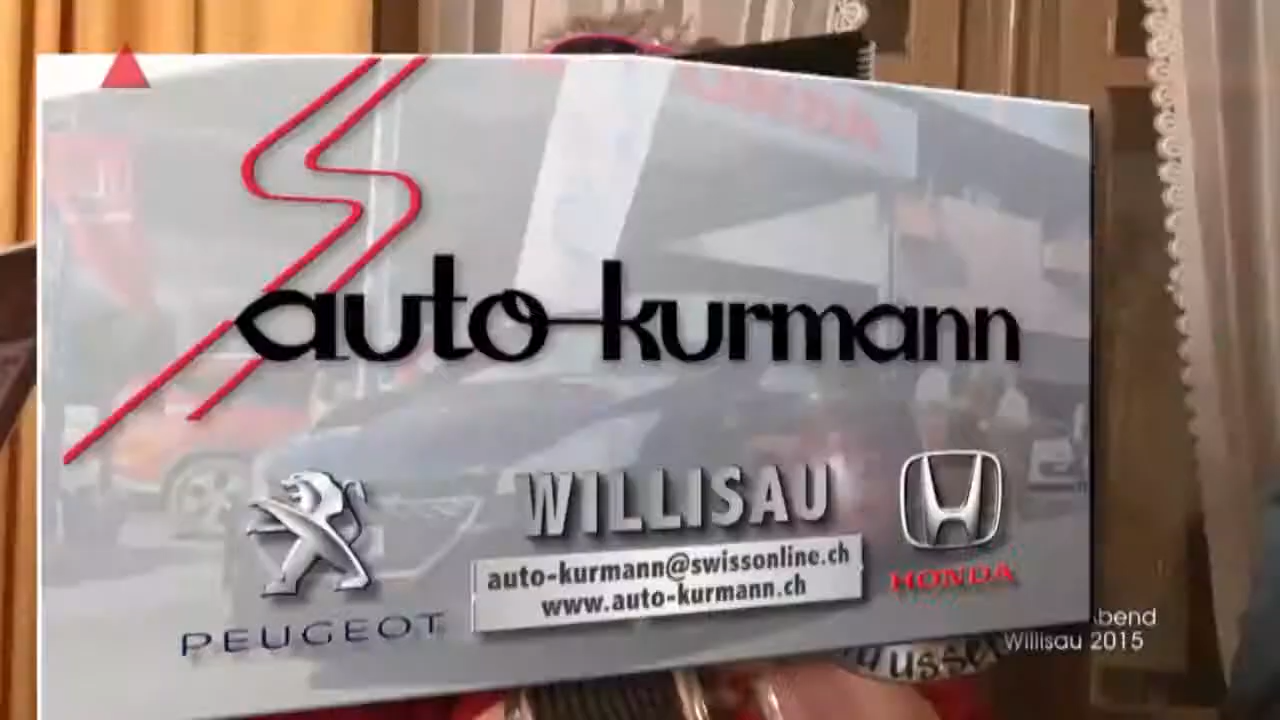 auto-kurmann
WILLISAU
auto-kurmann@swissonline.ch
www.auto-kurmann.ch
PEUGEOT
HONDA
Willisau 2015